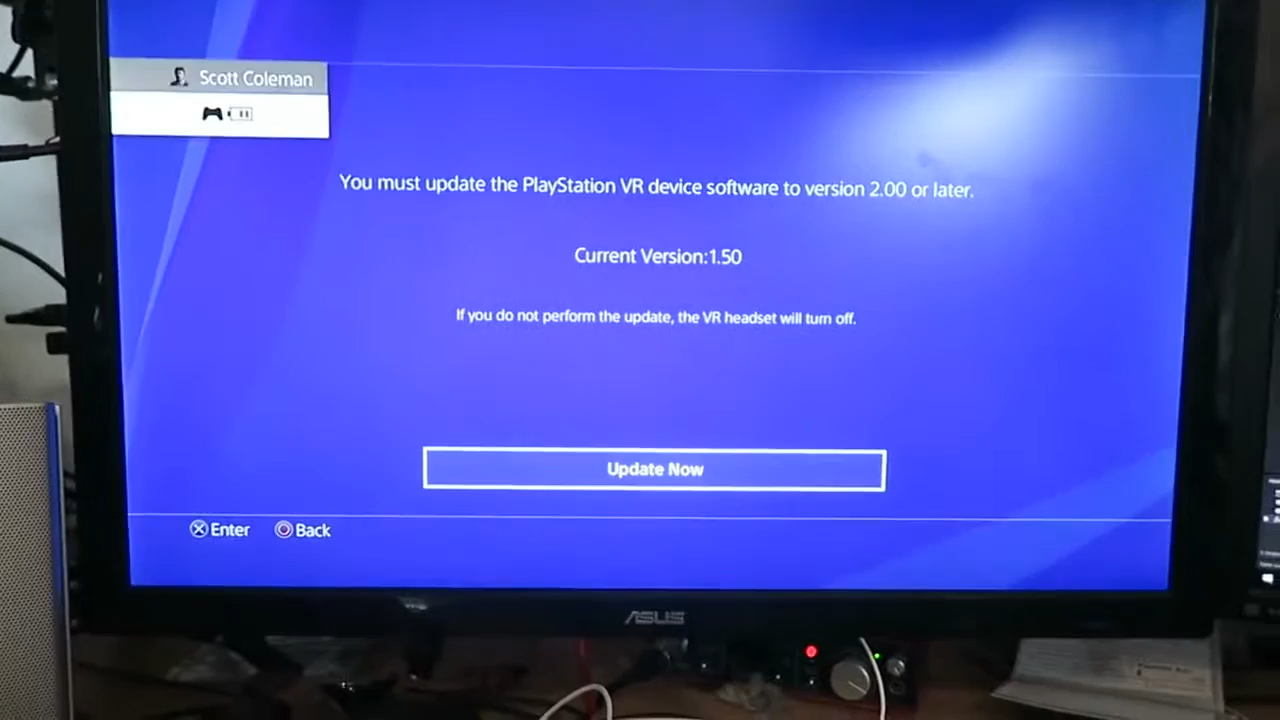 Scott Coleman
You must update the PlayStation VR device software to version 2.00 or later.
Current Version:1.50
If you do not perform the update, the VR headset will turn off.
Update Now
Enter Back
ASUS